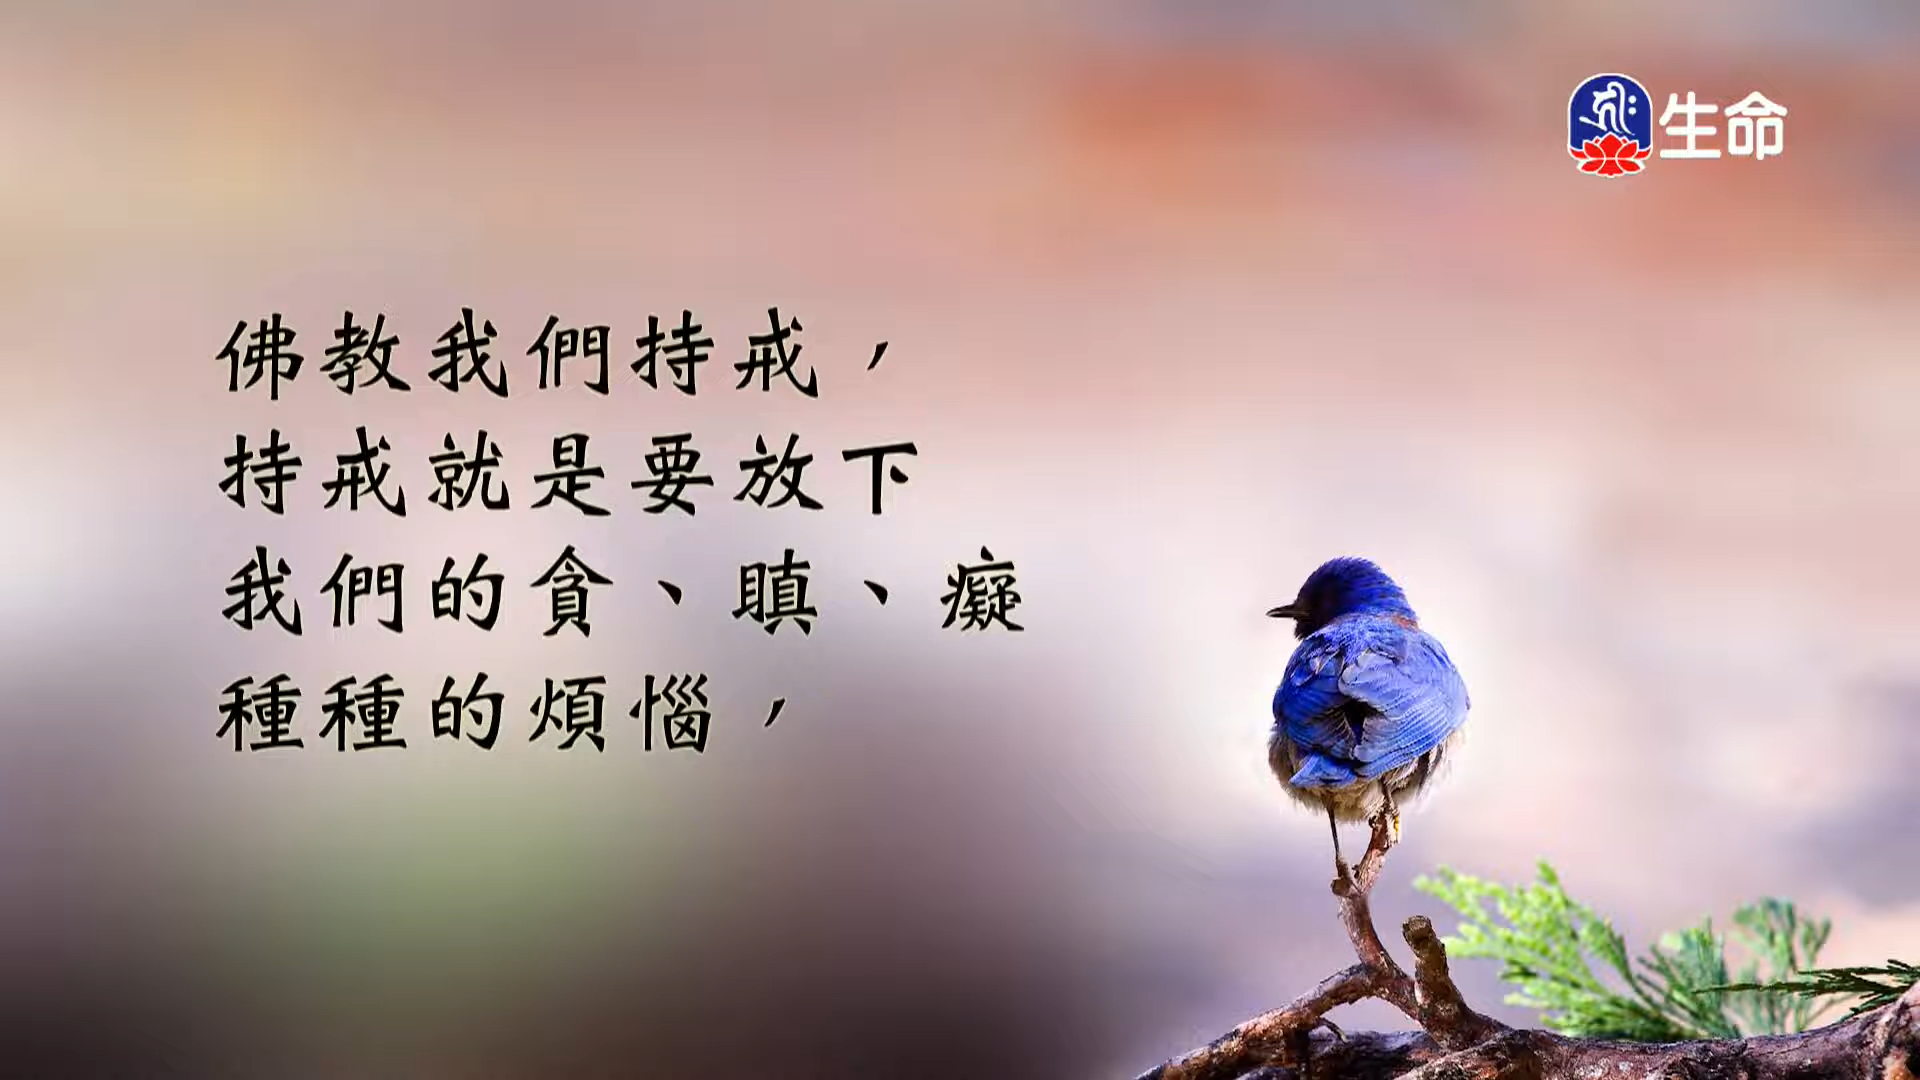 生命
佛教我們持戒，
持戒就是要放下
我們的貪、瞋、癡
種種的煩惱，